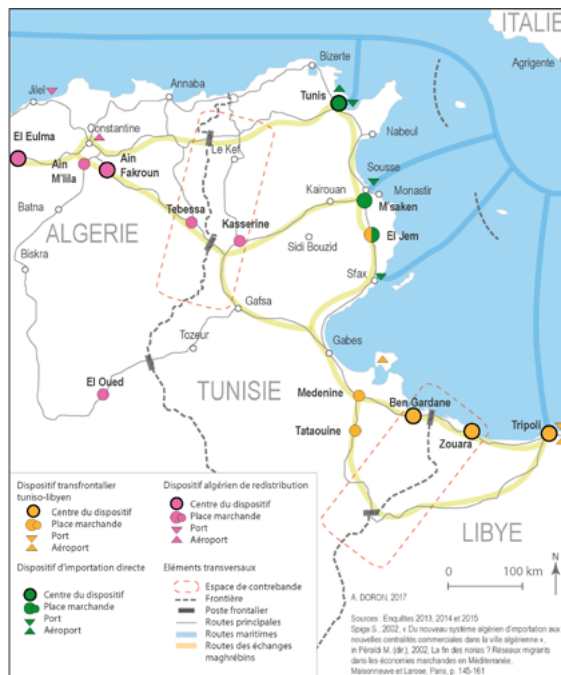 ITALIE
Agrigente
Bizerte
Annaba
Jilel
Tunis
Constantine
El Eulma
Nabeul
Le Kef
Ain
M'lila
Ain
Fakroun
Sousse
Kairouan
Monastir
M'saken
Batna
Tebessa
Kasserine
ALGERIE
El Jem
Sidi Bouzid
Biskra
Sfax
Gafsa
Tozeur
Gabes
El Oued
TUNISIE
Medenine
Ben Gardane
Tripoli
Tataouine
Zouara
LIBYE
Dispositif transfrontalier
tuniso-libyen
Centre du dispositif
Place marchande
Port
Aéroport
Dispositif d'importation directe
Centre du dispositif
Place marchande
Port
Aéroport
Dispositif algérien de redistribution
Centre du dispositif
Place marchande
Port
Aéroport
Eléments transversaux
Espace de contrebande
Frontière
Poste frontalier
Routes principales
Routes maritimes
Routes des échanges
maghrébins
N
0 100 km
A. DORON, 2017
Sources : Enquêtes 2013, 2014 et 2015
Spiga S., 2002, « Du nouveau système algérien d'importation aux
nouvelles centralités commerciales dans la ville algérienne »,
in Péraldi M. (dir.), 2002, La fin des norias ? Réseaux migrants
dans les économies marchandes en Méditerranée,
Maisonneuve et Larose, Paris, p. 145-161